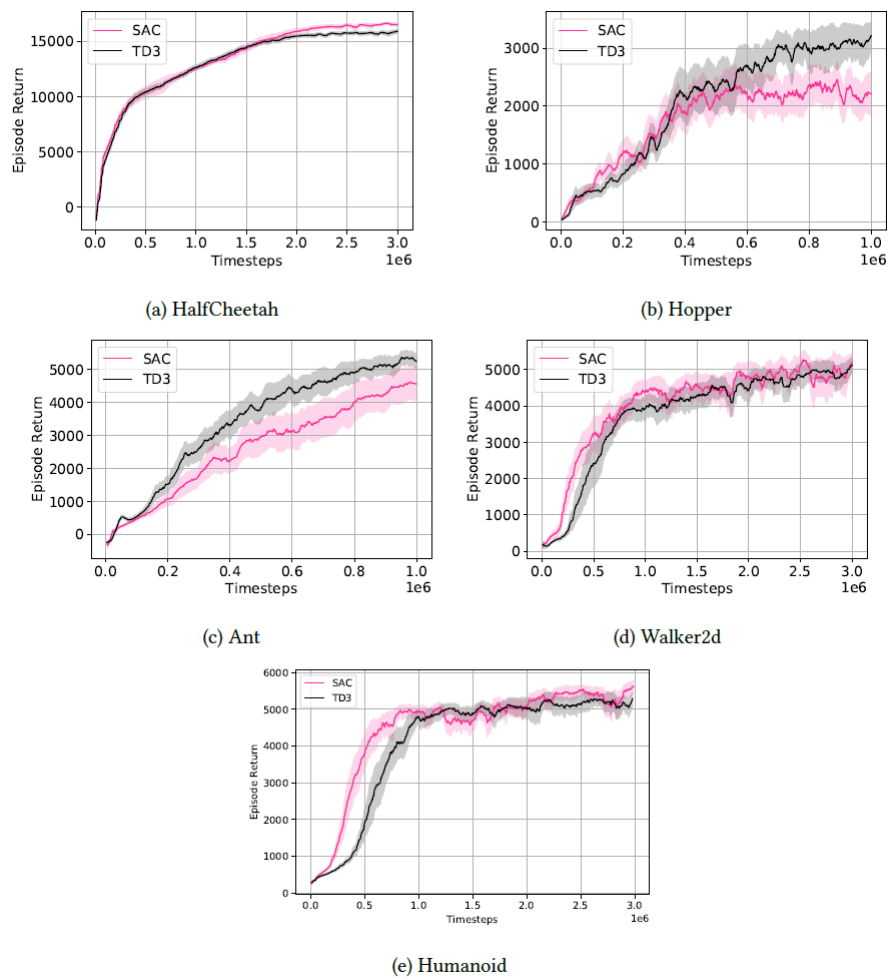 SAC
TD3
15000
10000
5000
0
Episode Return
0.0 0.5 1.0 1.5 2.0 2.5 3.0
Timesteps
1e6
(a) HalfCheetah
SAC
TD3
3000
2000
1000
0
Episode Return
0.0 0.2 0.4 0.6 0.8 1.0
Timesteps
1e6
(b) Hopper
SAC
TD3
5000
4000
3000
2000
1000
0
Episode Return
0.0 0.2 0.4 0.6 0.8 1.0
Timesteps
1e6
(c) Ant
SAC
TD3
5000
4000
3000
2000
1000
0
Episode Return
0.0 0.5 1.0 1.5 2.0 2.5 3.0
Timesteps
1e6
(d) Walker2d
SAC
TD3
6000
5000
4000
3000
2000
1000
0
Episode Return
0.0 0.5 1.0 1.5 2.0 2.5 3.0
Timesteps
1e6
(e) Humanoid